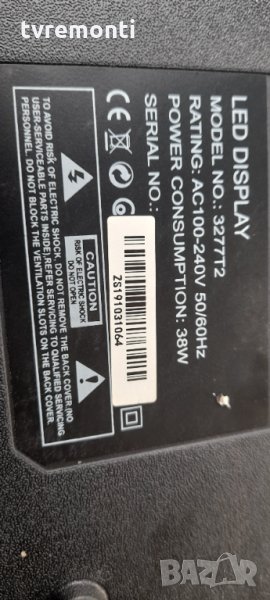 tvremonti
LED DISPLAY
MODEL NO.: 3277T2
RATING: AC100-240V 50/60Hz
POWER CONSUMPTION: 38W
SERIAL NO.:
ZS191031064
CE
CAUTION
RISK OF ELECTRIC SHOCK
DO NOT OPEN
TO AVOID RISK OF ELECTRIC SHOCK, DO NOT REMOVE THE BACK COVER.(NO
USER-SERVICEABLE PARTS INSIDE),REFER SERVICING TO QUALIFIED SERVICING
PERSONNEL. DO NOT BLOCK THE VENTILATION SLOTS ON THE BACK COVER.
BAZAR